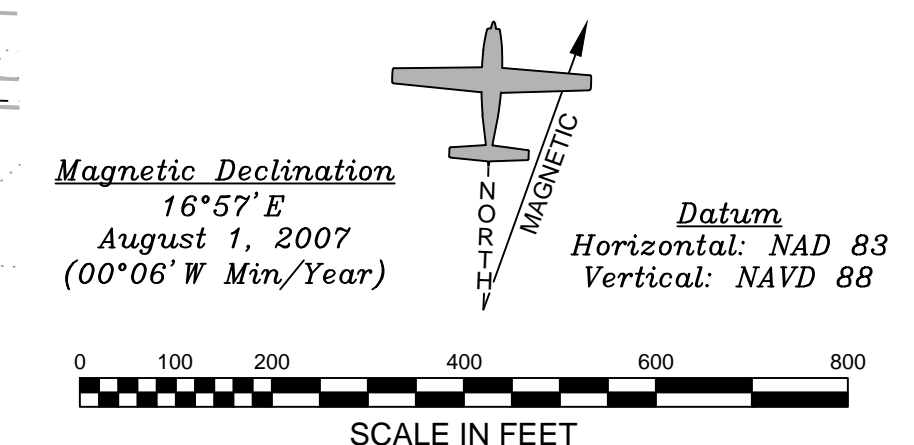 Magnetic Declination
16°57'E
August 1, 2007
(00°06'W Min/Year)
NORTH
MAGNETIC
Datum
Horizontal: NAD 83
Vertical: NAVD 88
0 100 200 400 600 800
SCALE IN FEET